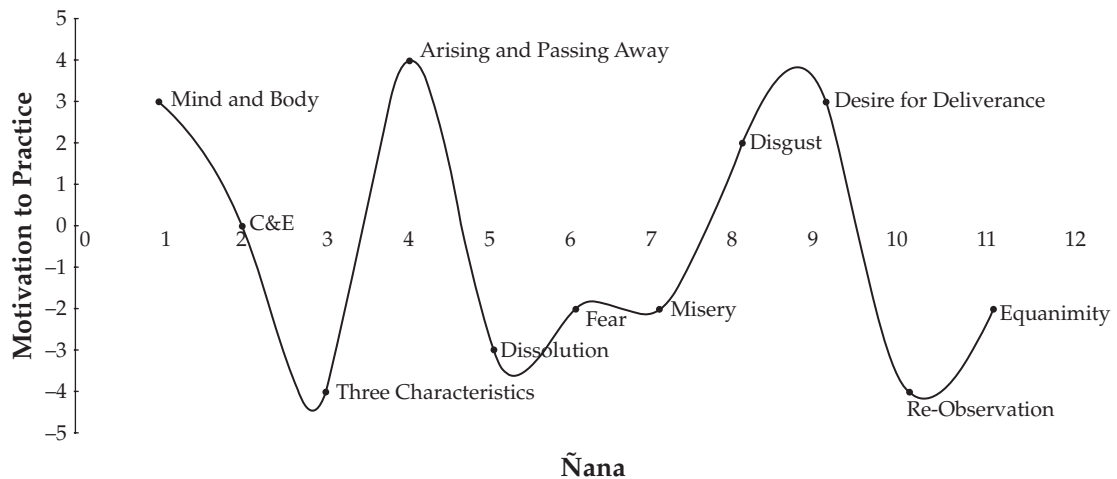 5
4
3
2
1
0
–1
–2
–3
–4
–5
Motivation to Practice
0 1 2 3 4 5 6 7 8 9 10 11 12
Mind and Body
C&E
Three Characteristics
Arising and Passing Away
Dissolution
Fear
Misery
Disgust
Desire for Deliverance
Re-Observation
Equanimity
Ñana